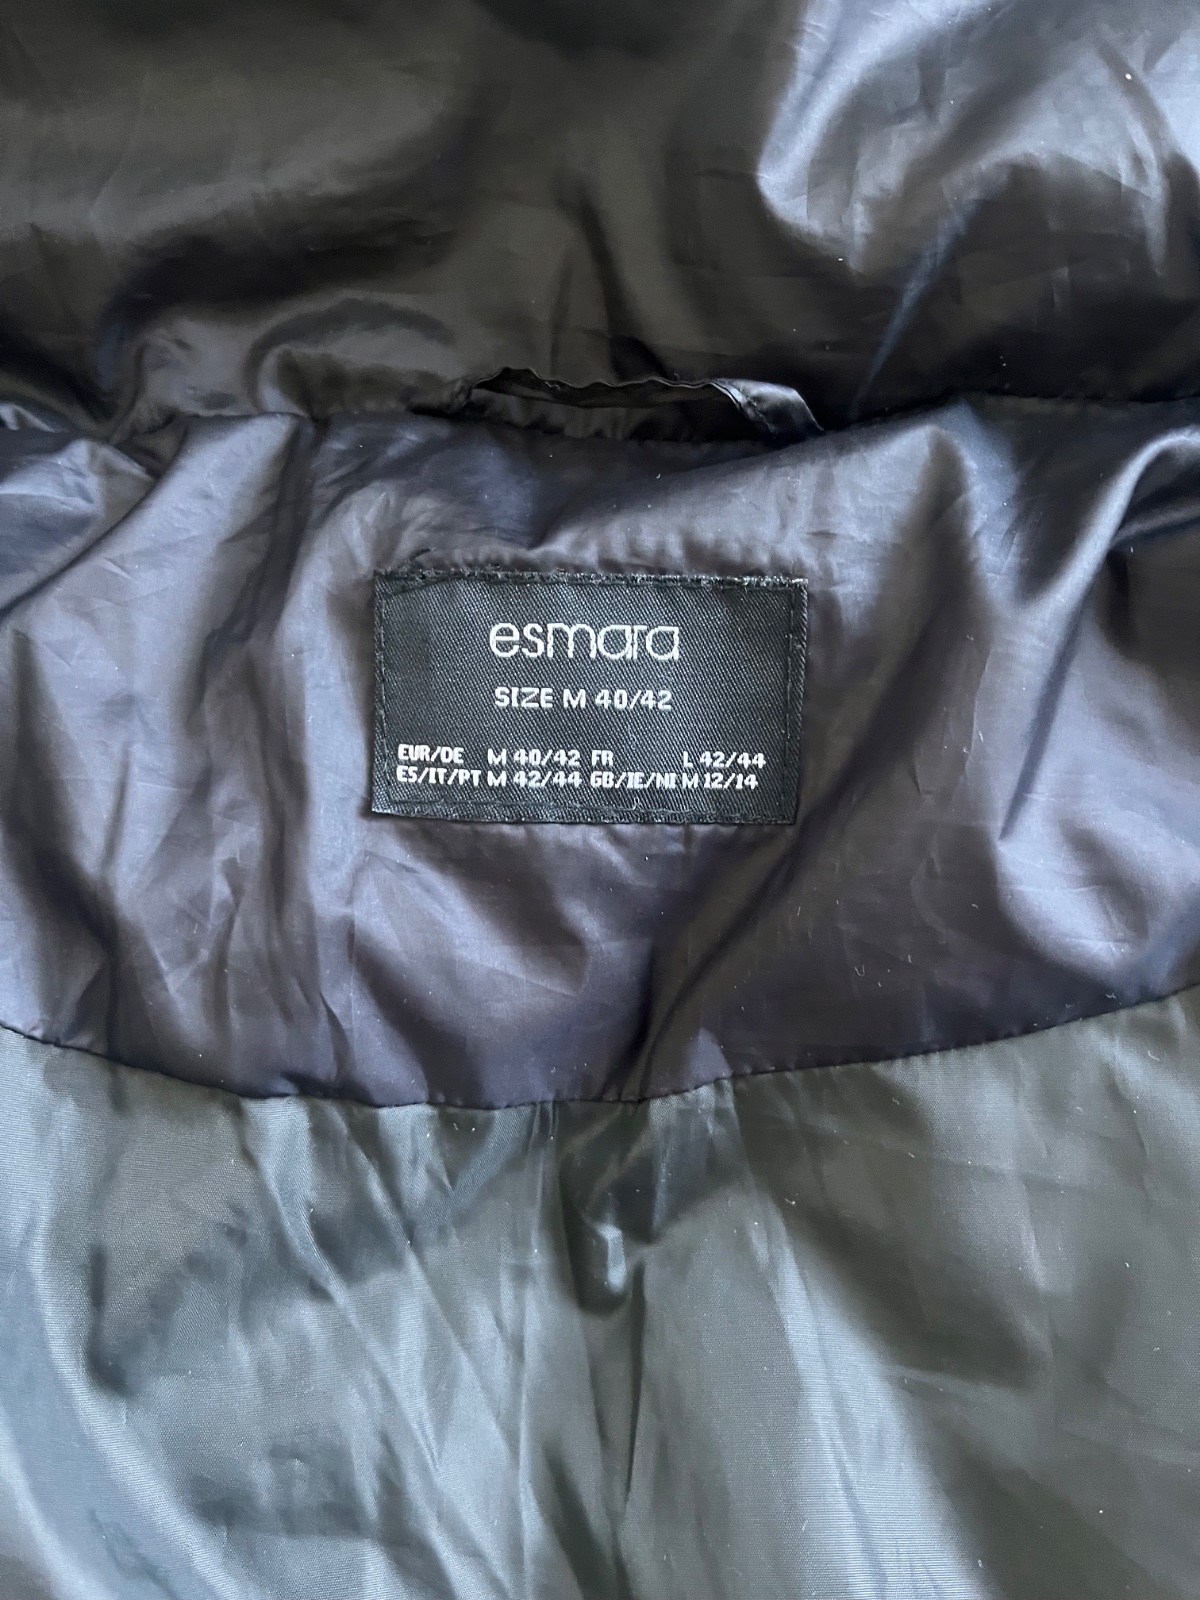 esmara
SIZE M 40/42
EUR/DE M 40/42 FR L 42/44
ES/IT/PT M 42/44 GB/IE/NI M 12/14